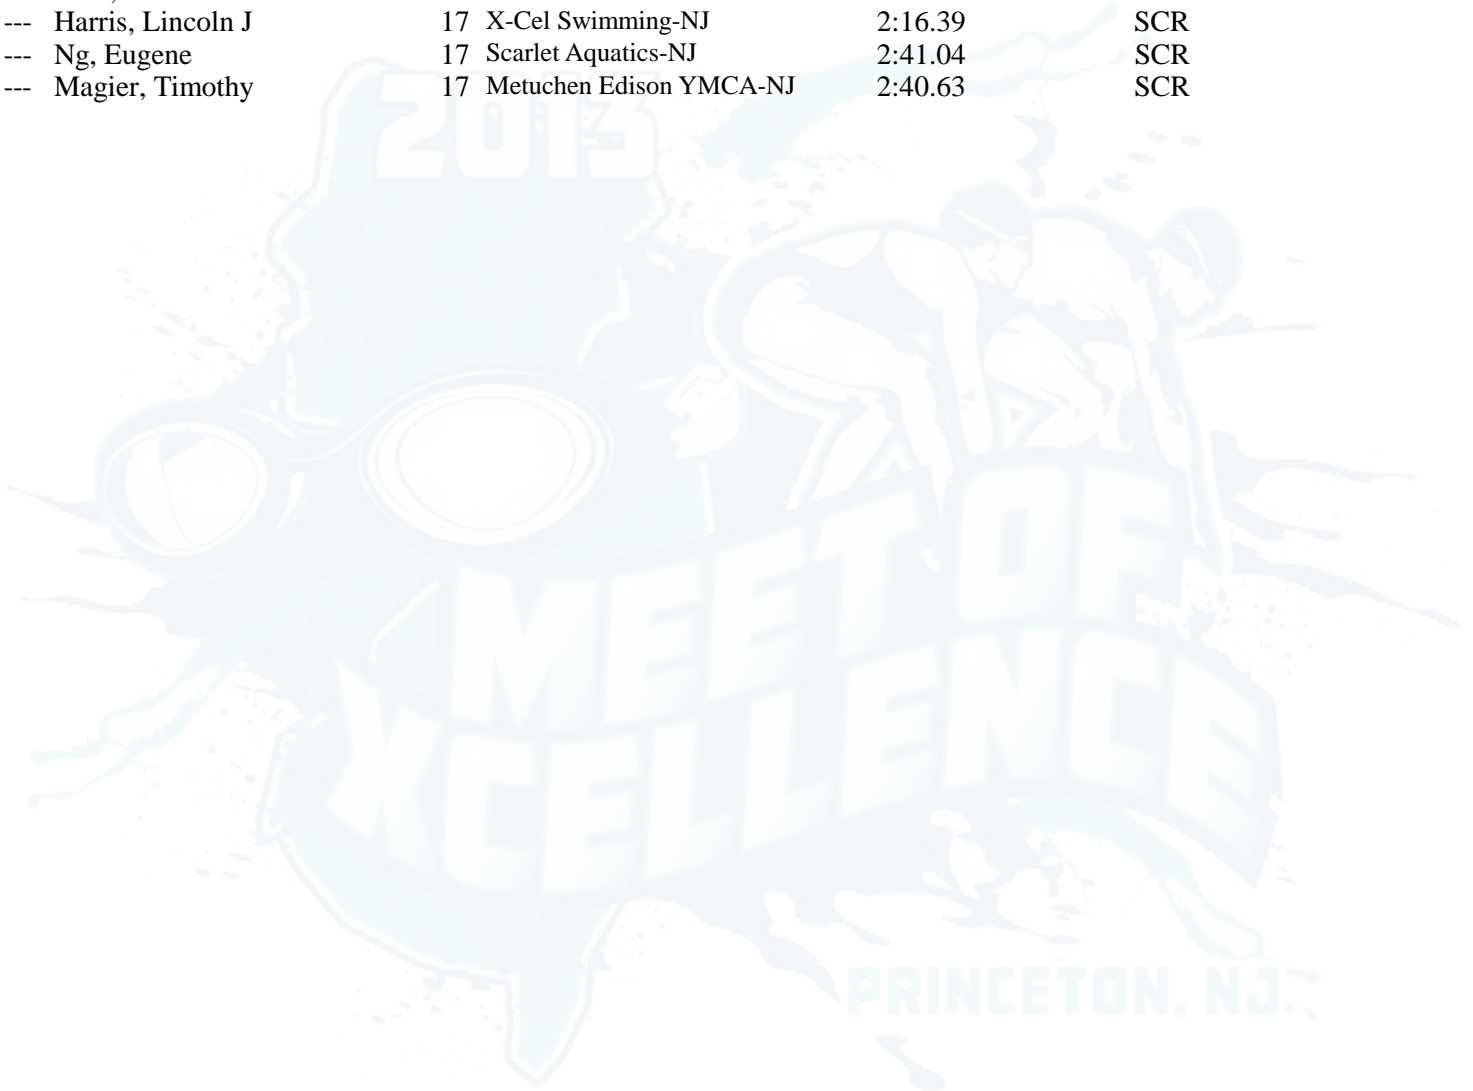 --- Harris, Lincoln J 17 X-Cel Swimming-NJ 2:16.39 SCR
--- Ng, Eugene 17 Scarlet Aquatics-NJ 2:41.04 SCR
--- Magier, Timothy 17 Metuchen Edison YMCA-NJ 2:40.63 SCR
2013
MEET OF
XCELLENCE
PRINCETON, NJ